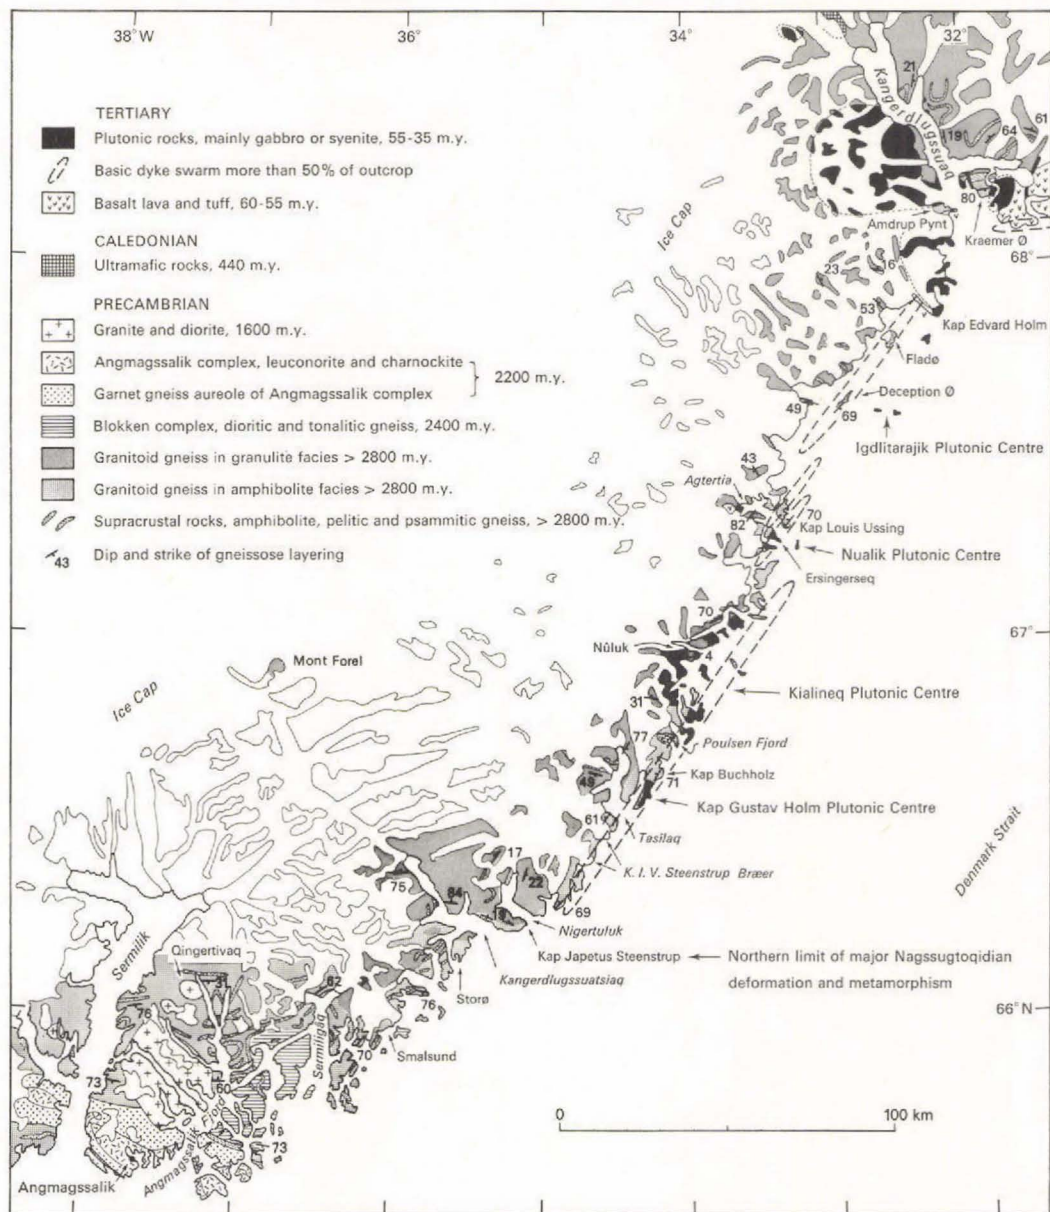 38°W
36°
34°
32°
TERTIARY
Plutonic rocks, mainly gabbro or syenite, 55-35 m.y.
Basic dyke swarm more than 50% of outcrop
Basalt lava and tuff, 60-55 m.y.
CALEDONIAN
Ultramafic rocks, 440 m.y.
PRECAMBRIAN
Granite and diorite, 1600 m.y.
Angmagssalik complex, leuconorite and charnockite
2200 m.y.
Garnet gneiss aureole of Angmagssalik complex
Blokken complex, dioritic and tonalitic gneiss, 2400 m.y.
Granitoid gneiss in granulite facies > 2800 m.y.
Granitoid gneiss in amphibolite facies > 2800 m.y.
Supracrustal rocks, amphibolite, pelitic and psammitic gneiss, > 2800 m.y.
43 Dip and strike of gneissose layering
21
Kangerdlugssuaq
19
64
61
80
Amdrup Pynt
Kraemer Ø
68°
Ice Cap
23
16
53
Kap Edvard Holm
Fladø
Deception Ø
49
69
Igdlitarajik Plutonic Centre
43
Agtertia
70
82
Kap Louis Ussing
Nualik Plutonic Centre
Ersingerseq
67°
70
Nûluk
4
Mont Forel
Kialineq Plutonic Centre
31
Ice Cap
Poulsen Fjord
77
Kap Buchholz
49
71
Kap Gustav Holm Plutonic Centre
61
Tasîlaq
Denmark Strait
17
K. I. V. Steenstrup Bræer
75
22
84
69
19
Nigertuluk
Kap Japetus Steenstrup
Northern limit of major Nagssugtoqidian
deformation and metamorphism
Sermilik
Qingertivaq
Kangerdlugssuatsiaq
31
62
Storø
76
76
66°N
Sermiligâq
70
Smalsund
73
60
0
100 km
Angmagssalik Fjord
73
Angmagssalik